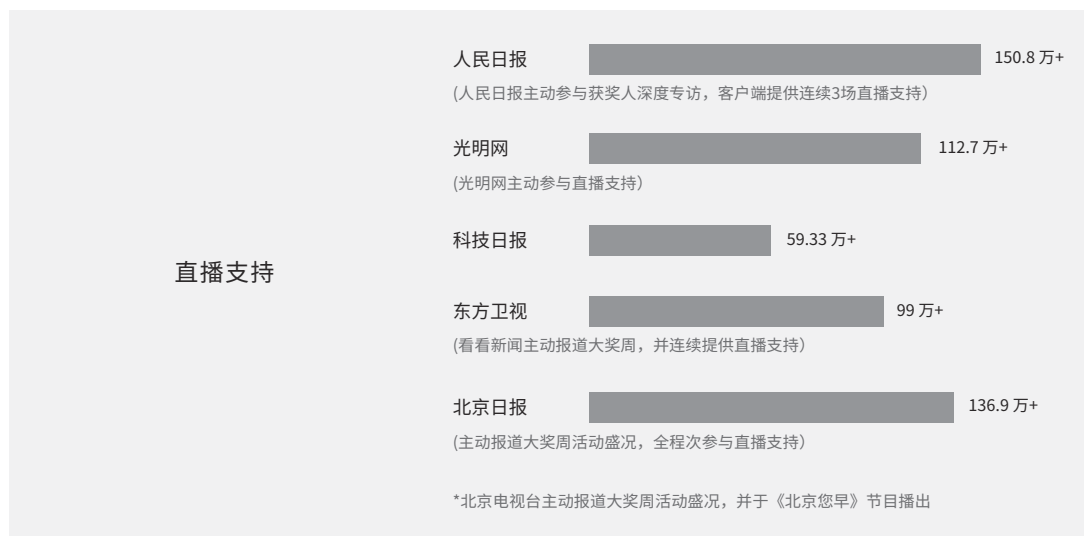 直播支持
人民日报 150.8 万+
(人民日报主动参与获奖人深度专访，客户端提供连续3场直播支持）
光明网 112.7 万+
(光明网主动参与直播支持）
科技日报 59.33 万+
东方卫视 99 万+
(看看新闻主动报道大奖周，并连续提供直播支持）
北京日报 136.9 万+
(主动报道大奖周活动盛况，全程次参与直播支持）
*北京电视台主动报道大奖周活动盛况，并于《北京您早》节目播出